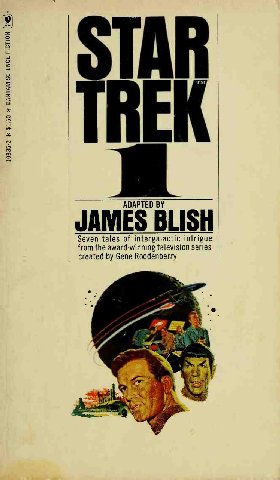 STAR
TREK
1
ADAPTED BY
JAMES BLISH
Seven tales of intergalactic intrigue
from the award-winning television series
created by Gene Roddenberry